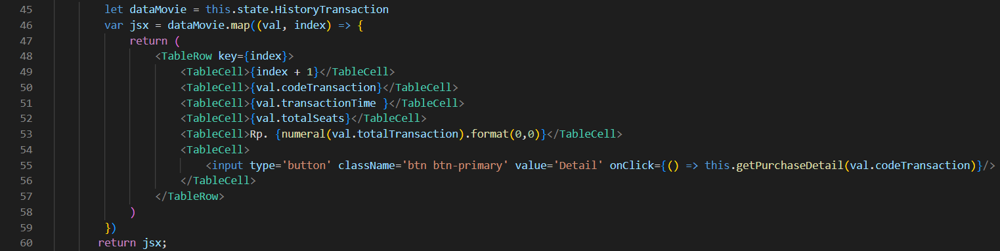 45 let dataMovie = this.state.HistoryTransaction
46 var jsx = dataMovie.map((val, index) => {
47 return (
48 <TableRow key={index}>
49 <TableCell>{index + 1}</TableCell>
50 <TableCell>{val.codeTransaction}</TableCell>
51 <TableCell>{val.transactionTime }</TableCell>
52 <TableCell>{val.totalSeats}</TableCell>
53 <TableCell>Rp. {numeral(val.totalTransaction).format(0,0)}</TableCell>
54 <TableCell>
55 <input type='button' className='btn btn-primary' value='Detail' onClick={() => this.getPurchaseDetail(val.codeTransaction)}/>
56 </TableCell>
57 </TableRow>
58 )
59 })
60 return jsx;